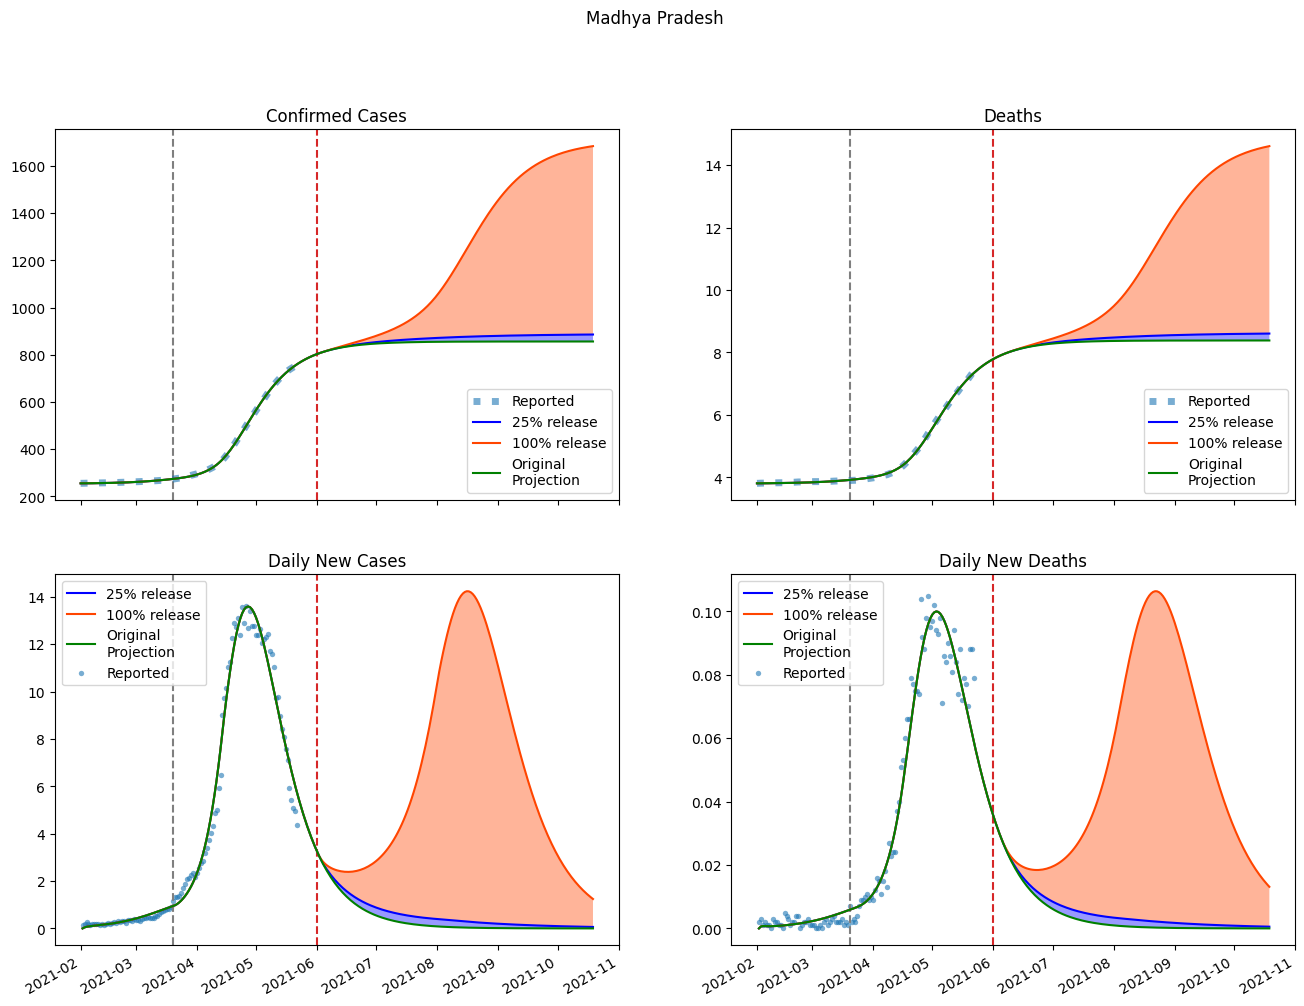 Madhya Pradesh
Confirmed Cases
1600
1400
1200
1000
800
600
400
200
Reported
25% release
100% release
Original
Projection
Deaths
14
12
10
8
6
4
Reported
25% release
100% release
Original
Projection
Daily New Cases
14
12
10
8
6
4
2
0
25% release
100% release
Original
Projection
Reported
2021-02
2021-03
2021-04
2021-05
2021-06
2021-07
2021-08
2021-09
2021-10
2021-11
Daily New Deaths
0.10
0.08
0.06
0.04
0.02
0.00
25% release
100% release
Original
Projection
Reported
2021-02
2021-03
2021-04
2021-05
2021-06
2021-07
2021-08
2021-09
2021-10
2021-11